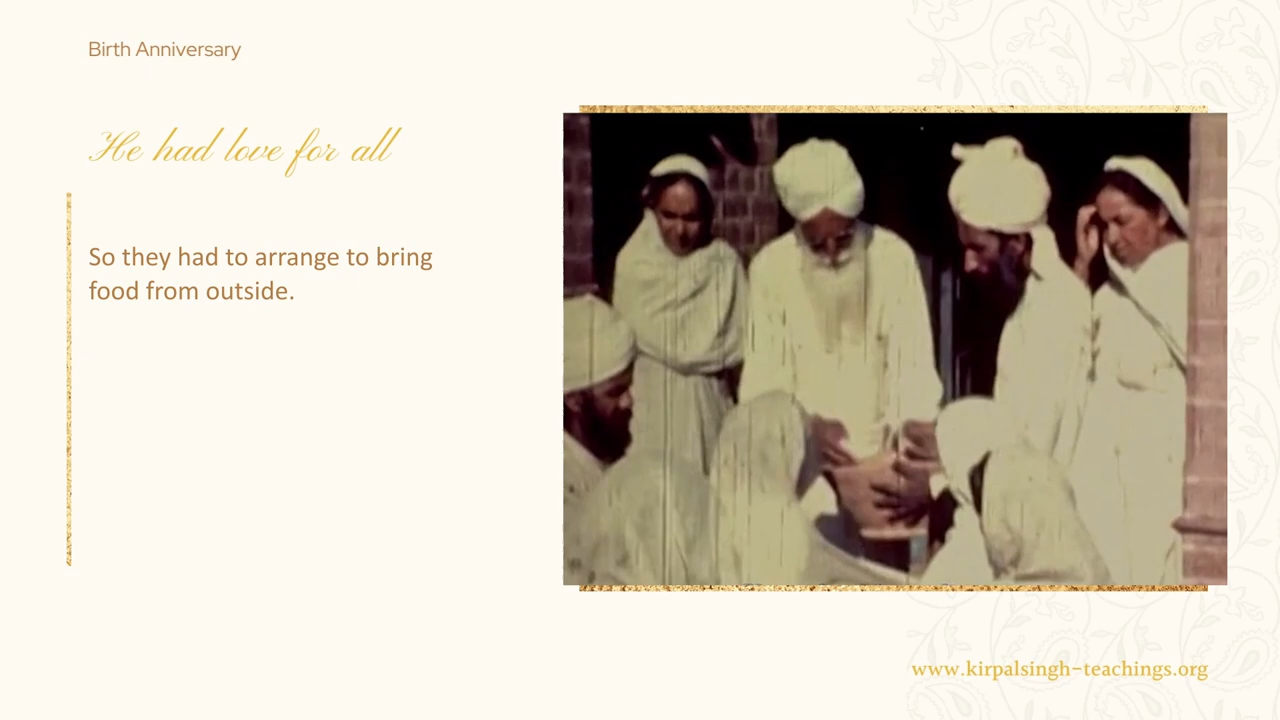 Birth Anniversary
He had love for all
So they had to arrange to bring
food from outside.
www.kirpalsingh-teachings.org